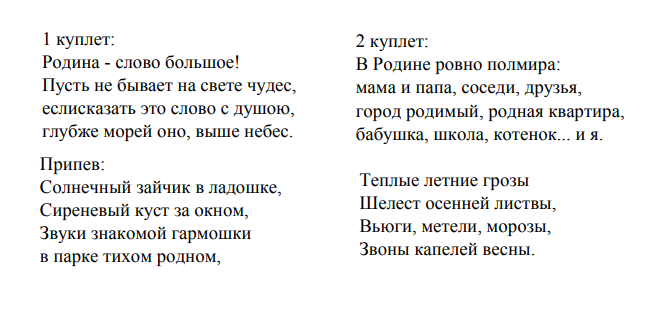 1 куплет:
Родина - слово большое!
Пусть не бывает на свете чудес,
еслисказать это слово с душою,
глубже морей оно, выше небес.
Припев:
Солнечный зайчик в ладошке,
Сиреневый куст за окном,
Звуки знакомой гармошки
в парке тихом родном,
2 куплет:
В Родине ровно полмира:
мама и папа, соседи, друзья,
город родимый, родная квартира,
бабушка, школа, котенок... и я.
Теплые летние грозы
Шелест осенней листвы,
Вьюги, метели, морозы,
Звоны капелей весны.